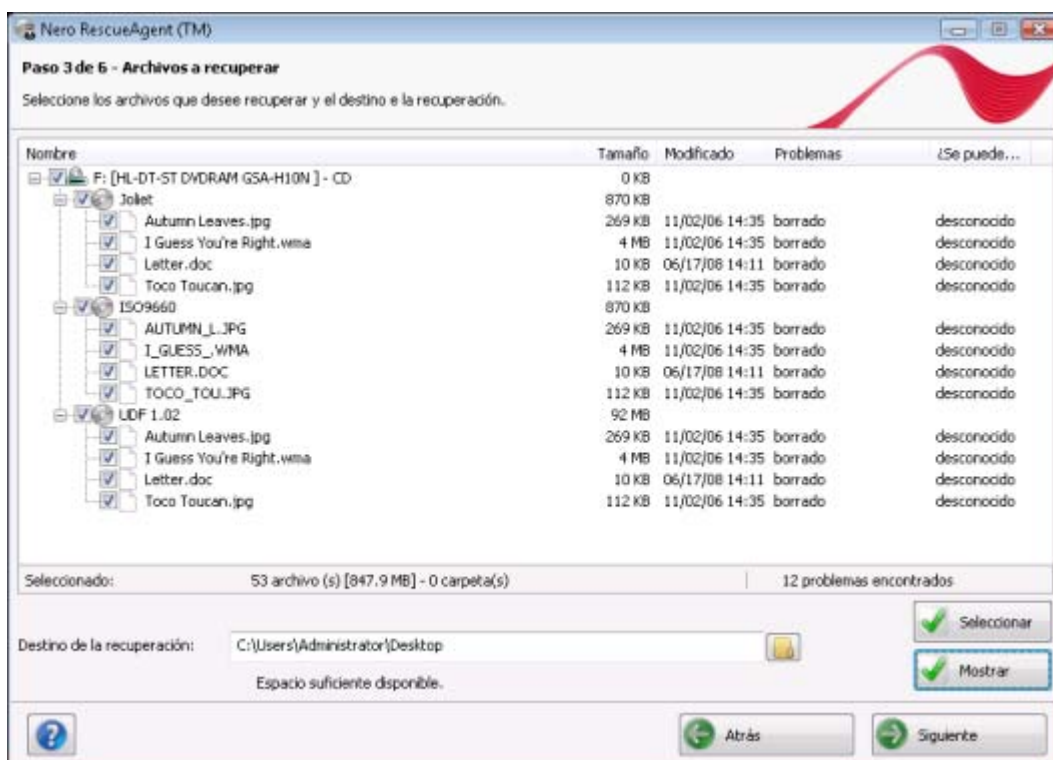 Nero RescueAgent (TM)
Paso 3 de 6 - Archivos a recuperar
Seleccione los archivos que desee recuperar y el destino e la recuperación.
Nombre Tamaño Modificado Problemas ¿Se puede...
F: [HL-DT-ST DVDRAM GSA-H10N ] - CD 0 KB
Joliet 870 KB
Autumn Leaves.jpg 269 KB 11/02/06 14:35 borrado desconocido
I Guess You're Right.wma 4 MB 11/02/06 14:35 borrado desconocido
Letter.doc 10 KB 06/17/08 14:11 borrado desconocido
Toco Toucan.jpg 112 KB 11/02/06 14:35 borrado desconocido
ISO9660 870 KB
AUTUMN_L.JPG 269 KB 11/02/06 14:35 borrado desconocido
I_GUESS_.WMA 4 MB 11/02/06 14:35 borrado desconocido
LETTER.DOC 10 KB 06/17/08 14:11 borrado desconocido
TOCO_TOU.JPG 112 KB 11/02/06 14:35 borrado desconocido
UDF 1.02 92 MB
Autumn Leaves.jpg 269 KB 11/02/06 14:35 borrado desconocido
I Guess You're Right.wma 4 MB 11/02/06 14:35 borrado desconocido
Letter.doc 10 KB 06/17/08 14:11 borrado desconocido
Toco Toucan.jpg 112 KB 11/02/06 14:35 borrado desconocido
Seleccionado: 53 archivo (s) [847.9 MB] - 0 carpeta(s) 12 problemas encontrados
Seleccionar
Destino de la recuperación: C:\Users\Administrator\Desktop
Mostrar
Espacio suficiente disponible.
Atrás Siguiente